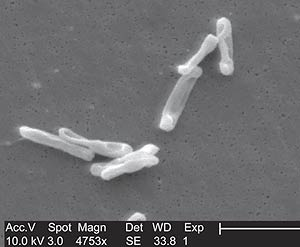 Acc.V Spot Magn Det WD Exp
10.0 kV 3.0 4753x SE 33.8 1